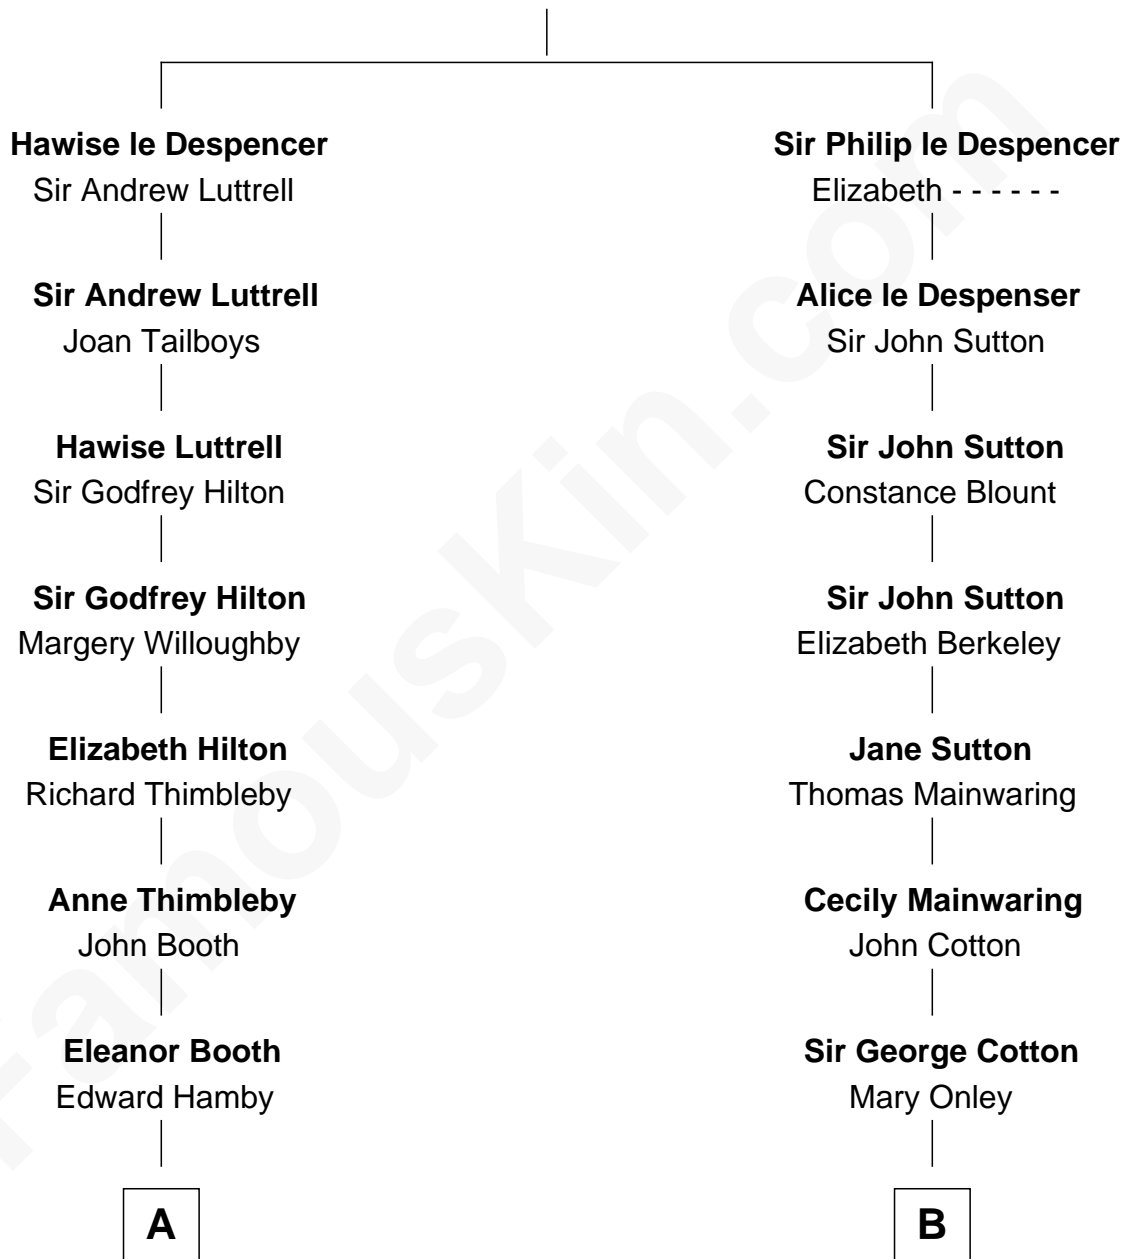 Hawise le Despencer
Sir Andrew Luttrell
Sir Andrew Luttrell
Joan Tailboys
Hawise Luttrell
Sir Godfrey Hilton
Sir Godfrey Hilton
Margery Willoughby
Elizabeth Hilton
Richard Thimbleby
Anne Thimbleby
John Booth
Eleanor Booth
Edward Hamby
A
Sir Philip le Despencer
Elizabeth - - - - - -
Alice le Despenser
Sir John Sutton
Sir John Sutton
Constance Blount
Sir John Sutton
Elizabeth Berkeley
Jane Sutton
Thomas Mainwaring
Cecily Mainwaring
John Cotton
Sir George Cotton
Mary Onley
B
FamousKin.com